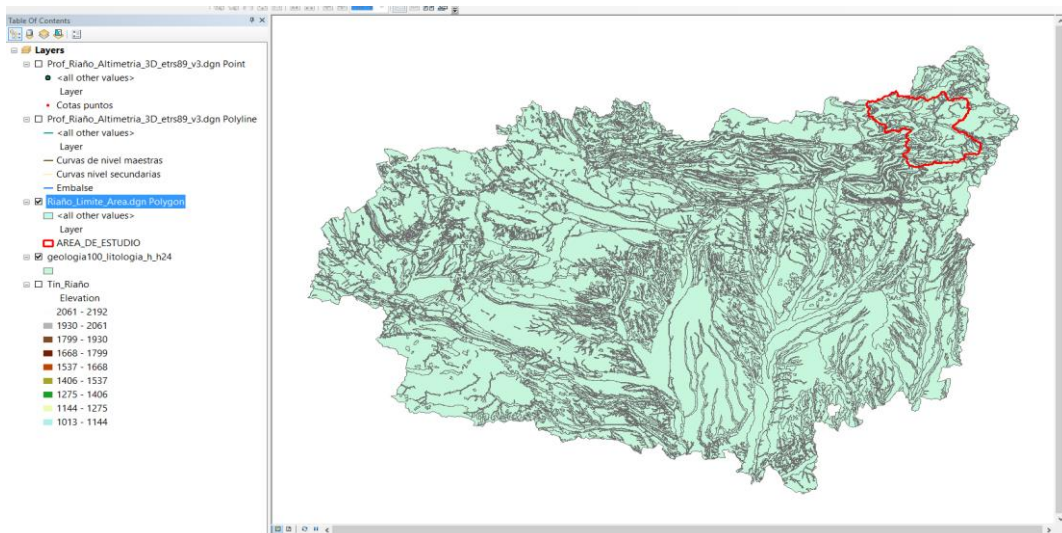 Table Of Contents
Layers
Prof_Riaño_Altimetria_3D_etrs89_v3.dgn Point
<all other values>
Layer
Cotas puntos
Prof_Riaño_Altimetria_3D_etrs89_v3.dgn Polyline
<all other values>
Layer
Curvas de nivel maestras
Curvas nivel secundarias
Embalse
Riaño_Limite_Area.dgn Polygon
<all other values>
Layer
AREA_DE_ESTUDIO
geologia100_litologia_h_h24
Tin_Riaño
Elevation
2061 - 2192
1930 - 2061
1799 - 1930
1668 - 1799
1537 - 1668
1406 - 1537
1275 - 1406
1144 - 1275
1013 - 1144